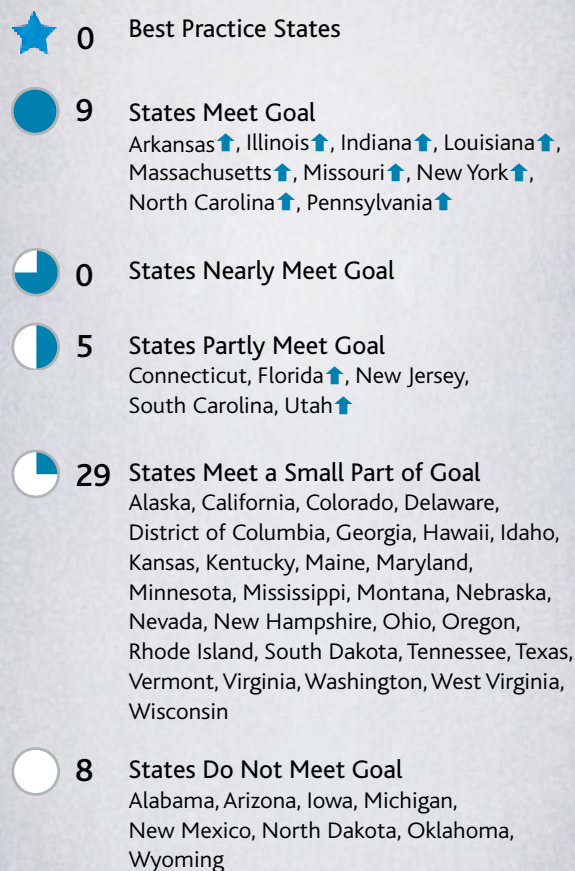 0 Best Practice States
9 States Meet Goal
Arkansas⬆, Illinois⬆, Indiana⬆, Louisiana⬆,
Massachusetts⬆, Missouri⬆, New York⬆,
North Carolina⬆, Pennsylvania⬆
0 States Nearly Meet Goal
5 States Partly Meet Goal
Connecticut, Florida⬆, New Jersey,
South Carolina, Utah⬆
29 States Meet a Small Part of Goal
Alaska, California, Colorado, Delaware,
District of Columbia, Georgia, Hawaii, Idaho,
Kansas, Kentucky, Maine, Maryland,
Minnesota, Mississippi, Montana, Nebraska,
Nevada, New Hampshire, Ohio, Oregon,
Rhode Island, South Dakota, Tennessee, Texas,
Vermont, Virginia, Washington, West Virginia,
Wisconsin
8 States Do Not Meet Goal
Alabama, Arizona, Iowa, Michigan,
New Mexico, North Dakota, Oklahoma,
Wyoming